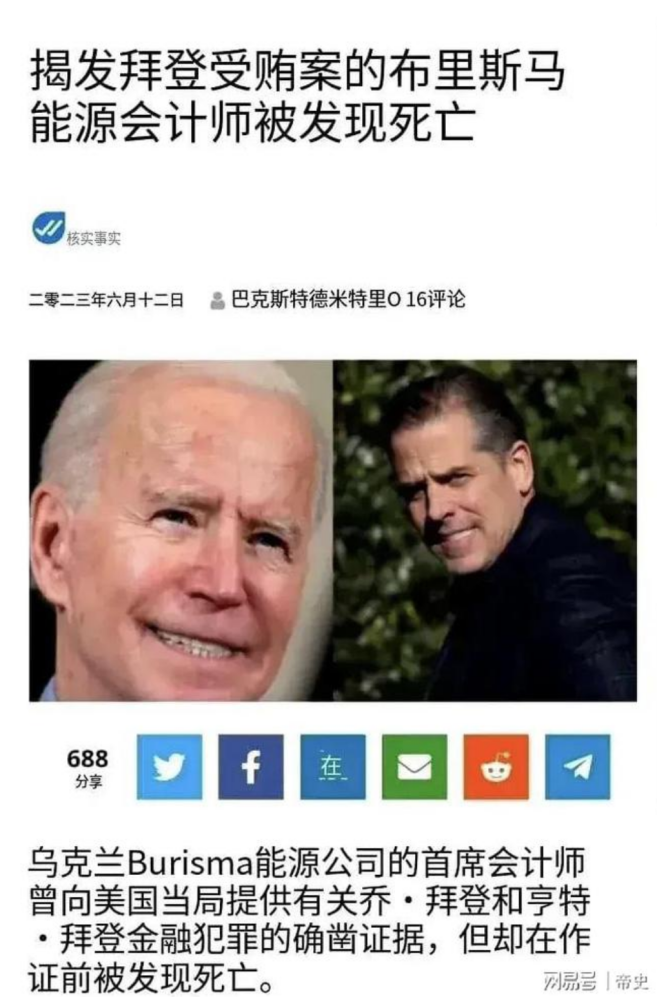 揭发拜登受贿案的布里斯马
能源会计师被发现死亡
核实事实
二零二三年六月十二日 巴克斯特德米特里O 16评论
688
分享
在
乌克兰Burisma能源公司的首席会计师
曾向美国当局提供有关乔·拜登和亨特
·拜登金融犯罪的确凿证据，但却在作
证前被发现死亡。
网易号 | 帝史